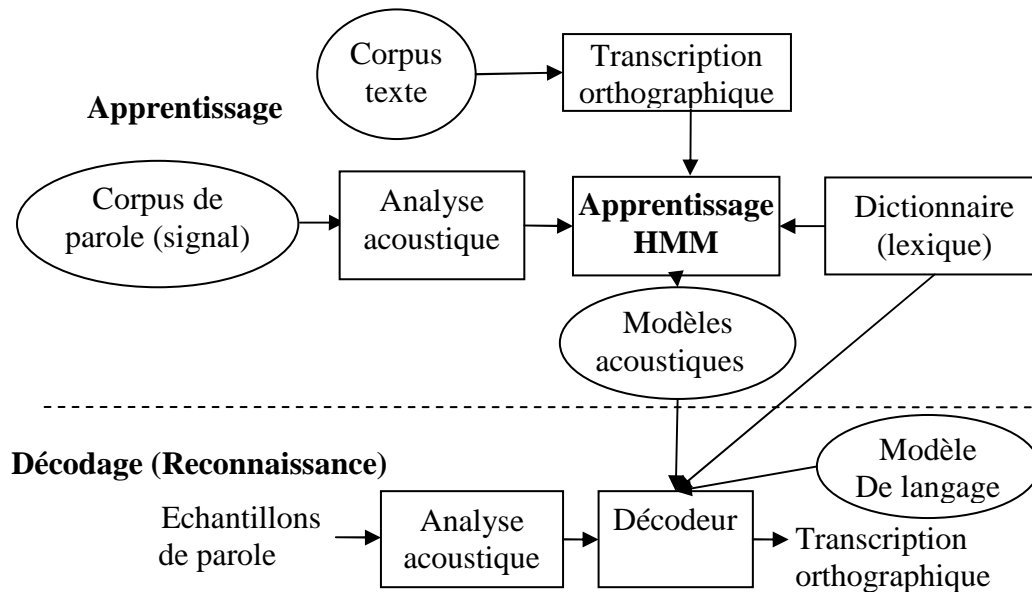 Corpus
texte
Transcription
orthographique
Apprentissage
Corpus de
parole (signal)
Analyse
acoustique
Apprentissage
HMM
Dictionnaire
(lexique)
Modèles
acoustiques
Décodage (Reconnaissance)
Modèle
De langage
Echantillons
de parole
Analyse
acoustique
Décodeur
Transcription
orthographique